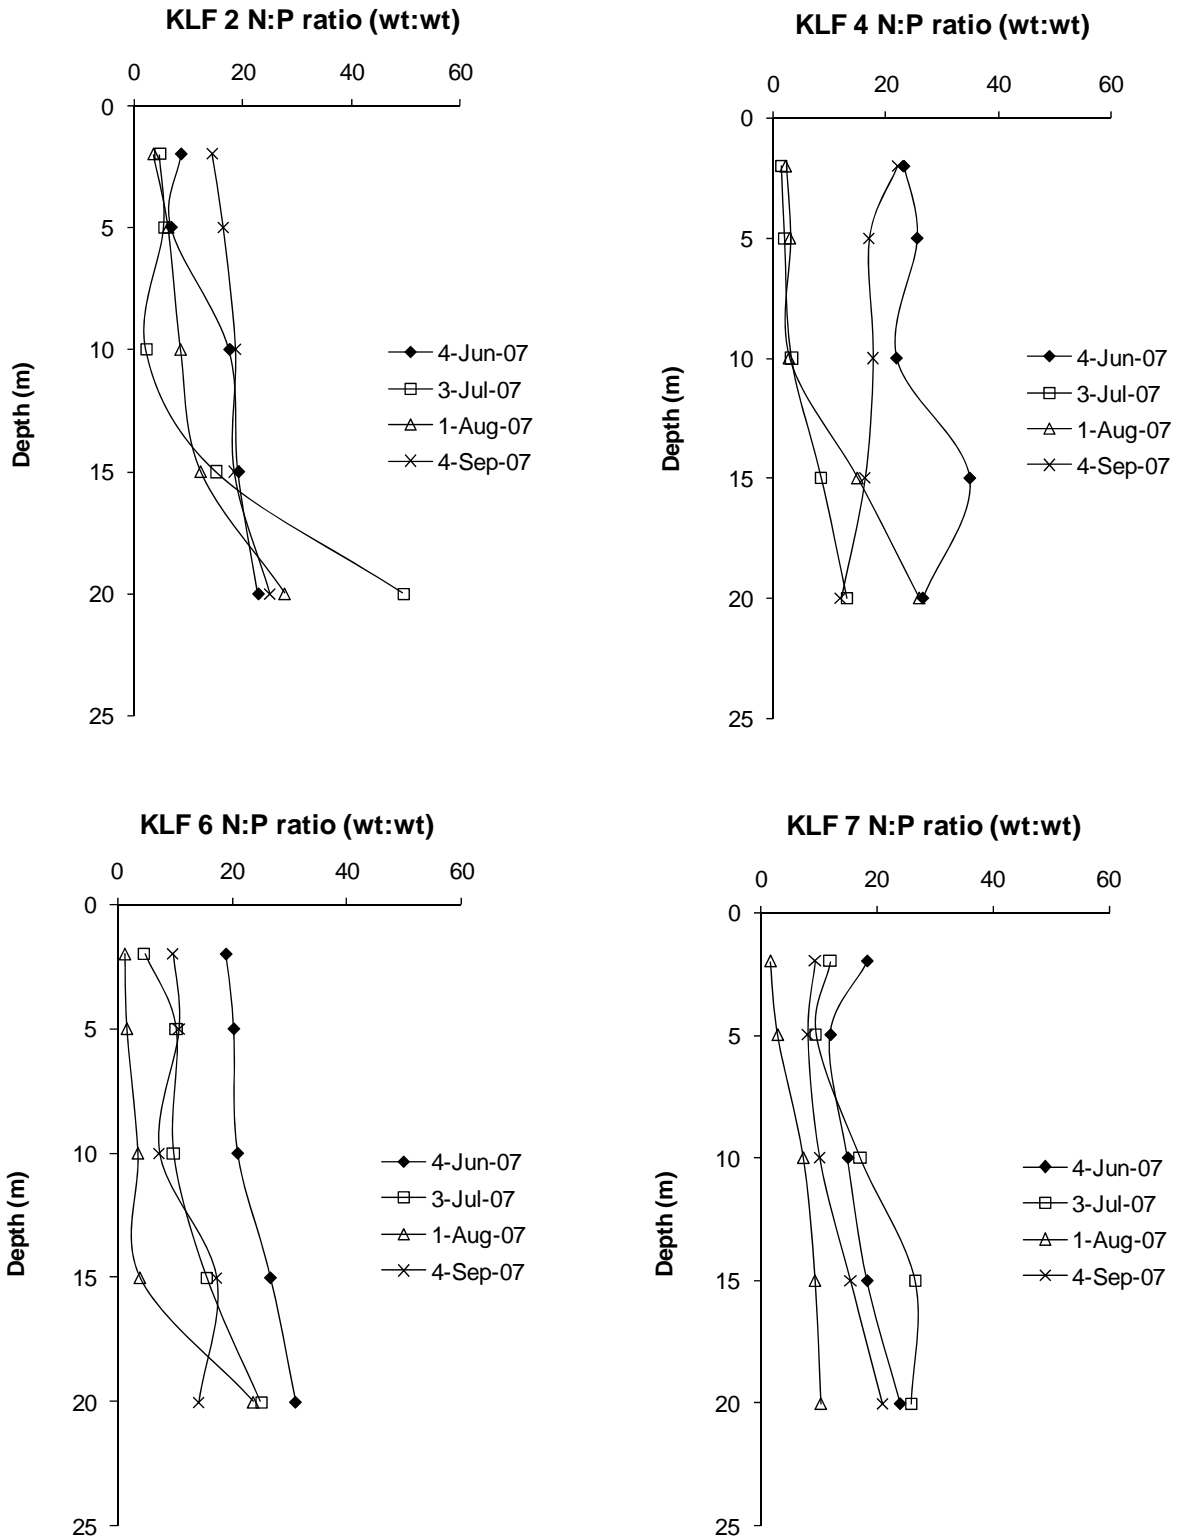 KLF 2 N:P ratio (wt:wt)
0 20 40 60
0
5
10
15
20
25
Depth (m)
4-Jun-07
3-Jul-07
1-Aug-07
4-Sep-07
KLF 4 N:P ratio (wt:wt)
0 20 40 60
0
5
10
15
20
25
Depth (m)
4-Jun-07
3-Jul-07
1-Aug-07
4-Sep-07
KLF 6 N:P ratio (wt:wt)
0 20 40 60
0
5
10
15
20
25
Depth (m)
4-Jun-07
3-Jul-07
1-Aug-07
4-Sep-07
KLF 7 N:P ratio (wt:wt)
0 20 40 60
0
5
10
15
20
25
Depth (m)
4-Jun-07
3-Jul-07
1-Aug-07
4-Sep-07